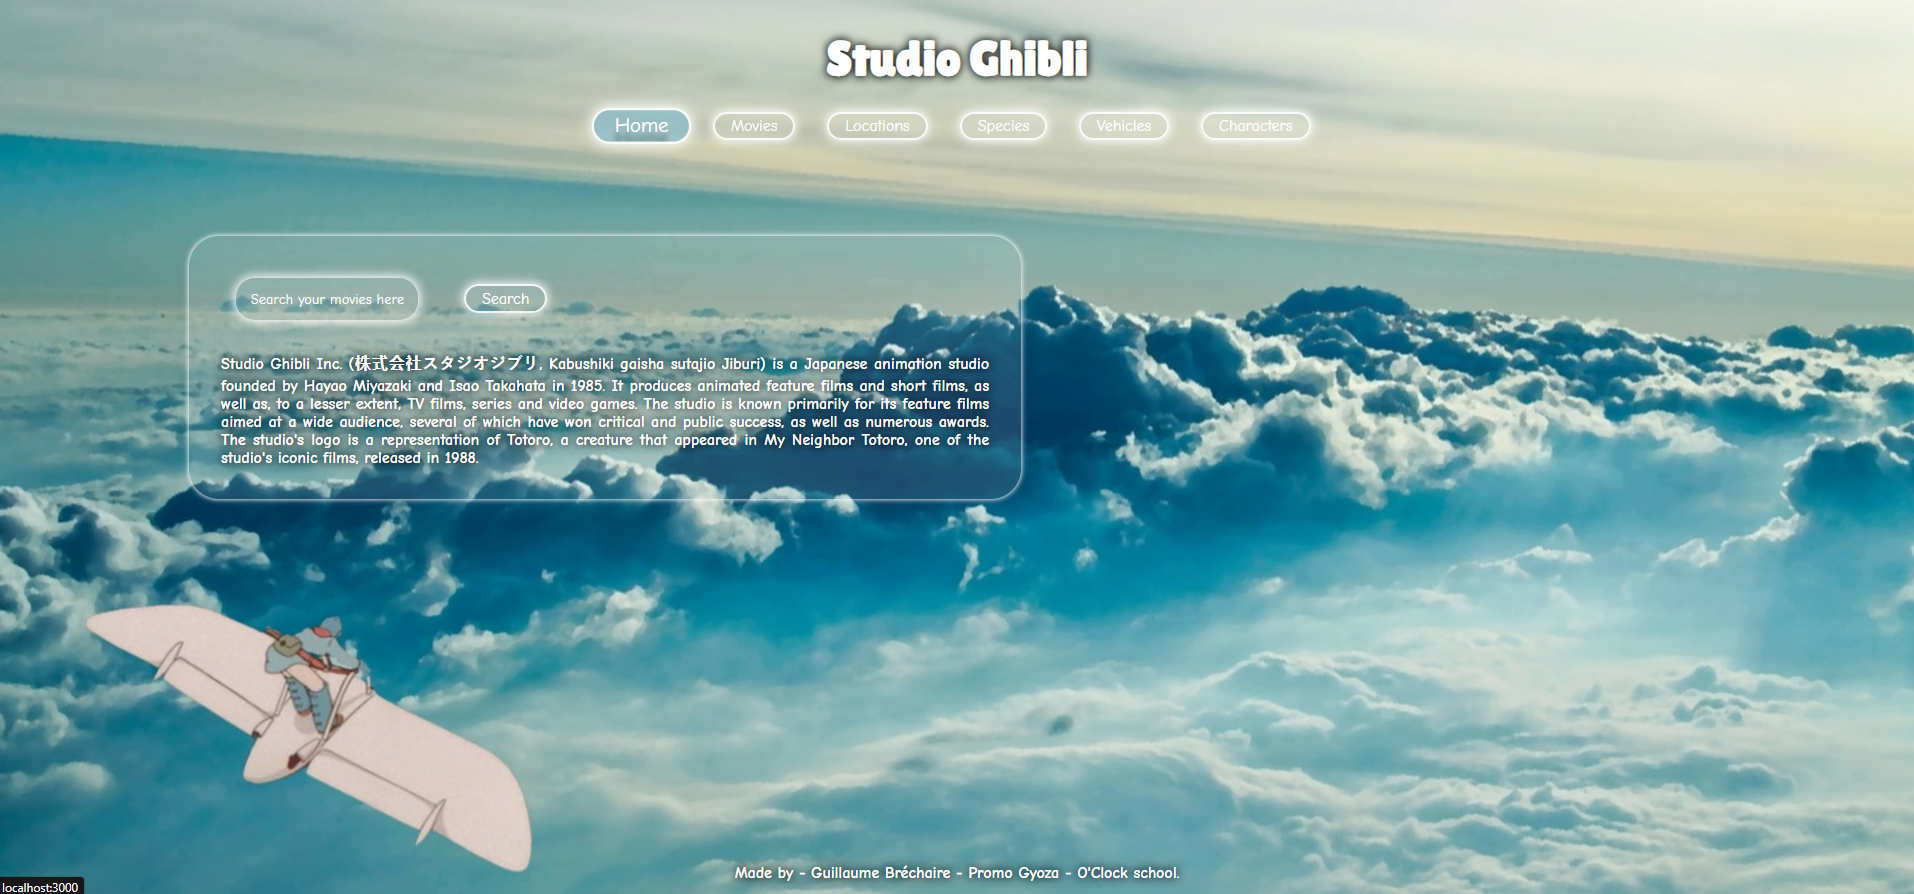 Studio Ghibli
Home Movies Locations Species Vehicles Characters
Search your movies here Search
Studio Ghibli Inc. (株式会社スタジオジブリ, Kabushiki gaisha sutajio Jiburi) is a Japanese animation studio
founded by Hayao Miyazaki and Isao Takahata in 1985. It produces animated feature films and short films, as
well as, to a lesser extent, TV films, series and video games. The studio is known primarily for its feature films
aimed at a wide audience, several of which have won critical and public success, as well as numerous awards.
The studio's logo is a representation of Totoro, a creature that appeared in My Neighbor Totoro, one of the
studio's iconic films, released in 1988.
Made by - Guillaume Bréchaire - Promo Gyoza - O'Clock school.
localhost:3000